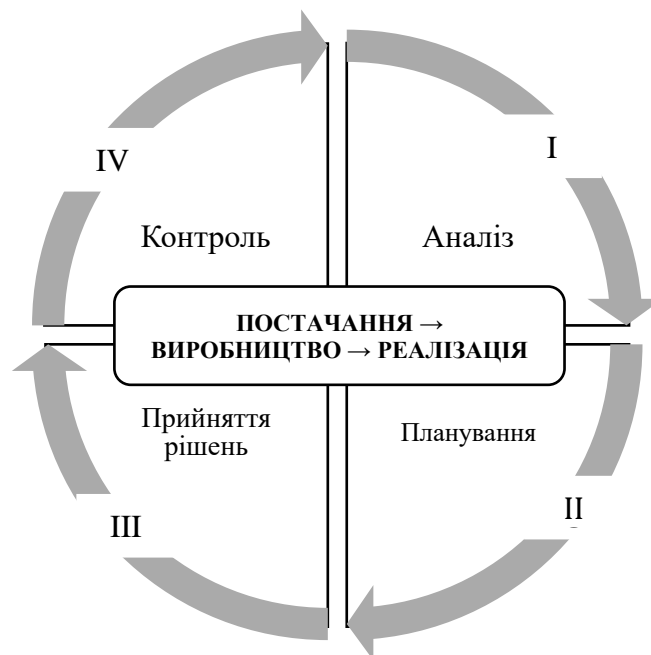 IV
I
Контроль
Аналіз
ПОСТАЧАННЯ →
ВИРОБНИЦТВО → РЕАЛІЗАЦІЯ
Прийняття
рішень
Планування
III
II